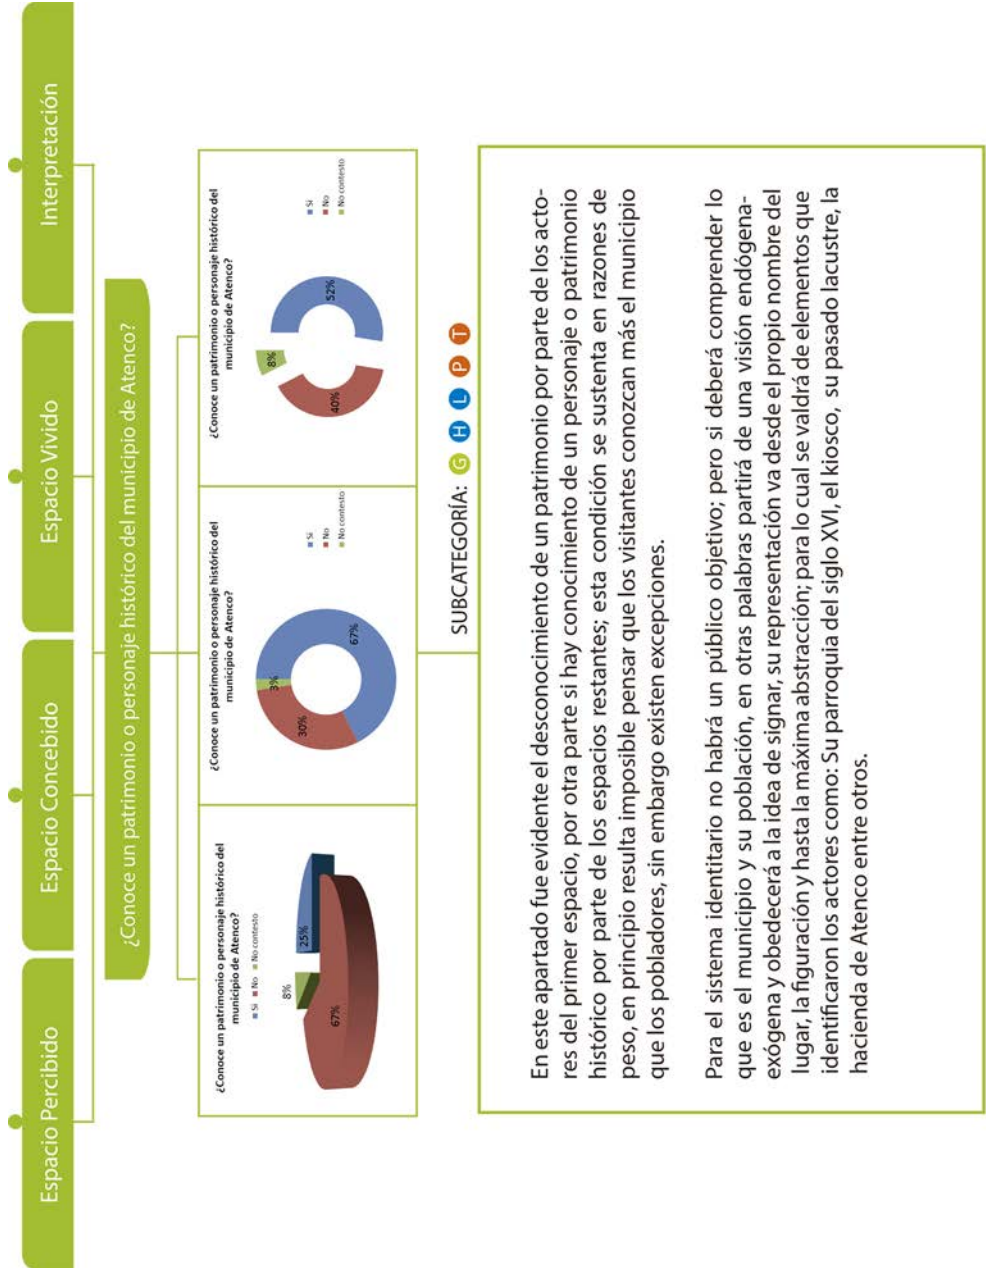 Espacio Percibido
Espacio Concebido
Espacio Vivido
Interpretación
¿Conoce un patrimonio o personaje histórico del municipio de Atenco?
¿Conoce un patrimonio o personaje histórico del
municipio de Atenco?
Si No No contesto
8%
25%
67%
¿Conoce un patrimonio o personaje histórico del
municipio de Atenco?
3%
30%
67%
Si
No
No contesto
¿Conoce un patrimonio o personaje histórico del
municipio de Atenco?
8%
40%
52%
Si
No
No contesto
SUBCATEGORÍA: G H L P T
En este apartado fue evidente el desconocimiento de un patrimonio por parte de los acto-
res del primer espacio, por otra parte si hay conocimiento de un personaje o patrimonio
histórico por parte de los espacios restantes; esta condición se sustenta en razones de
peso, en principio resulta imposible pensar que los visitantes conozcan más el municipio
que los pobladores, sin embargo existen excepciones.
Para el sistema identitario no habrá un público objetivo; pero si deberá comprender lo
que es el municipio y su población, en otras palabras partirá de una visión endógena-
exógena y obedecerá a la idea de signar, su representación va desde el propio nombre del
lugar, la figuración y hasta la máxima abstracción; para lo cual se valdrá de elementos que
identificaron los actores como: Su parroquia del siglo XVI, el kiosco, su pasado lacustre, la
hacienda de Atenco entre otros.